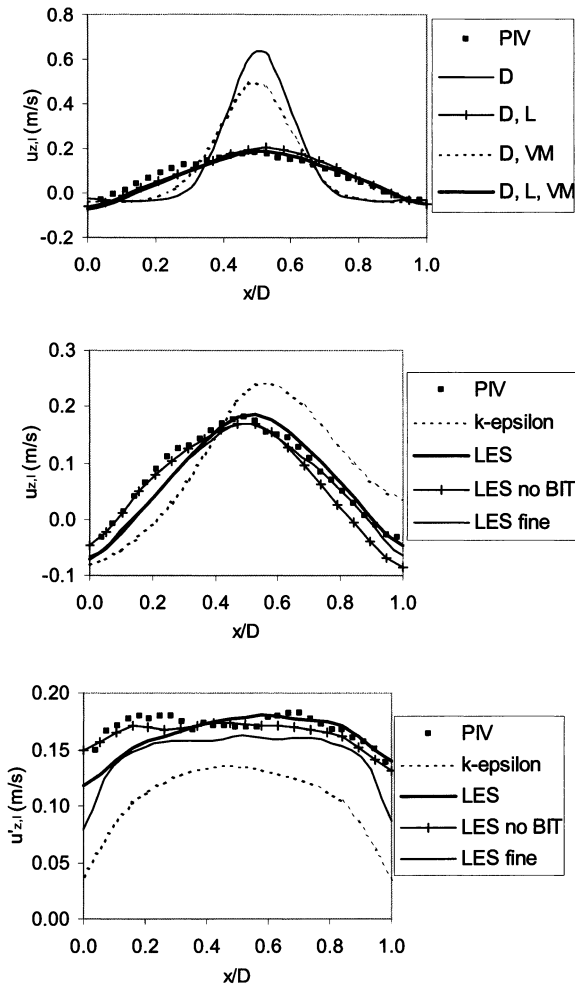 0.8
0.6
0.4
0.2
0.0
-0.2
u_z,l (m/s)
0.0 0.2 0.4 0.6 0.8 1.0
x/D
PIV
D
D, L
D, VM
D, L, VM
0.3
0.2
0.1
0.0
-0.1
u_z,l (m/s)
0.0 0.2 0.4 0.6 0.8 1.0
x/D
PIV
k-epsilon
LES
LES no BIT
LES fine
0.20
0.15
0.10
0.05
0.00
u'_z,l (m/s)
0.0 0.2 0.4 0.6 0.8 1.0
x/D
PIV
k-epsilon
LES
LES no BIT
LES fine